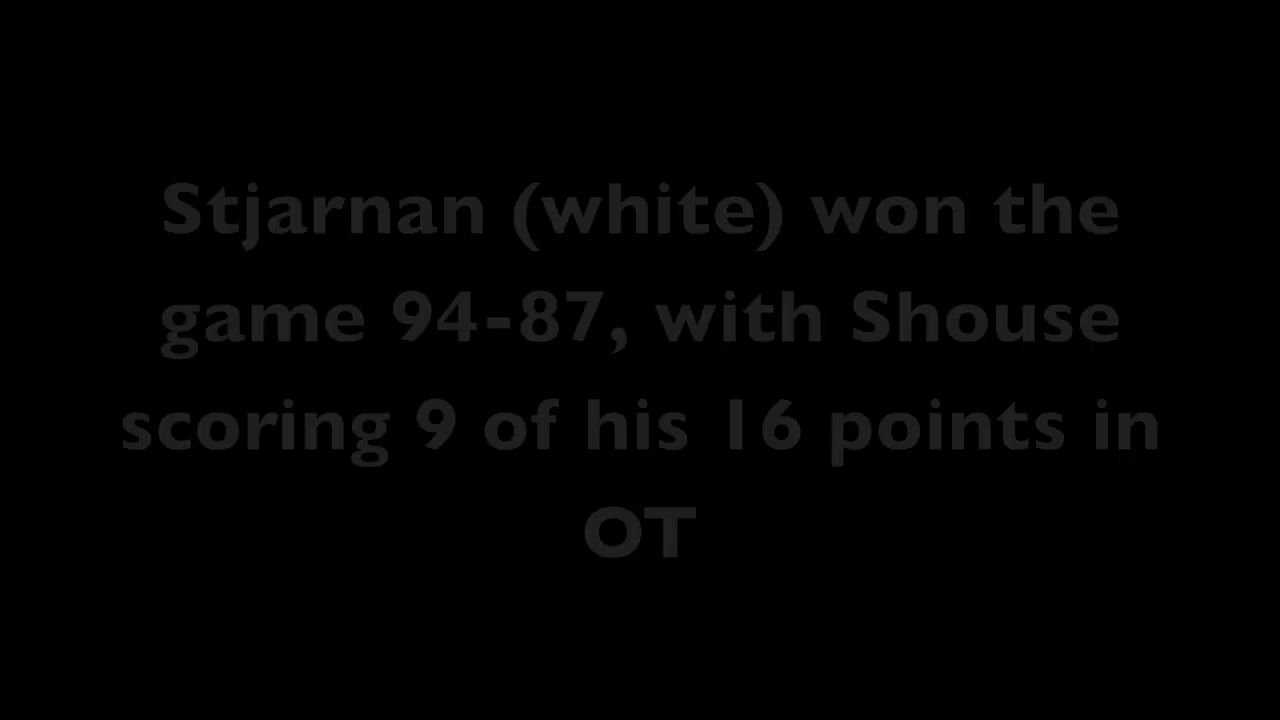 Stjarnan (white) won the
game 94-87, with Shouse
scoring 9 of his 16 points in
OT